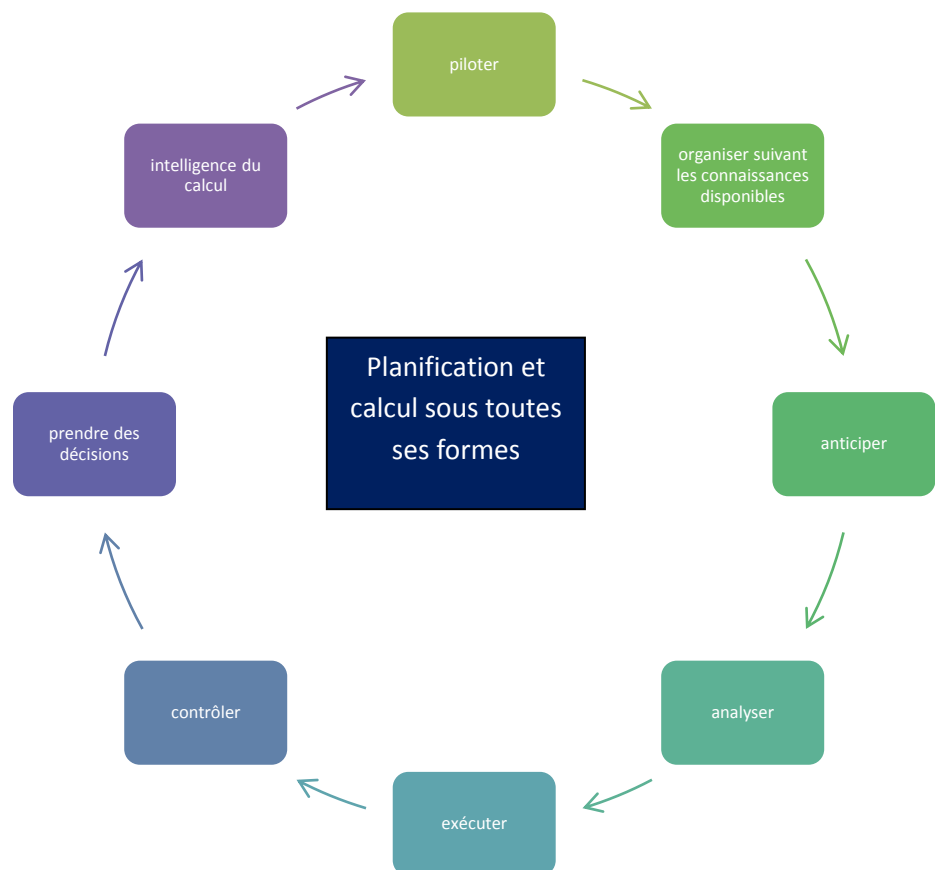 piloter
organiser suivant
les connaissances
disponibles
anticiper
analyser
exécuter
contrôler
prendre des
décisions
intelligence du
calcul
Planification et
calcul sous toutes
ses formes